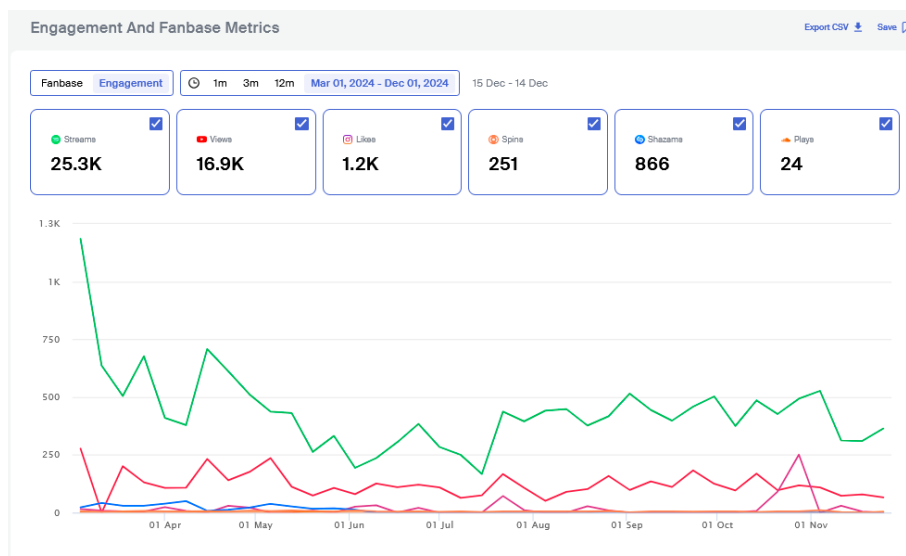 Engagement And Fanbase Metrics
Export CSV Save
Fanbase Engagement 1m 3m 12m Mar 01, 2024 - Dec 01, 2024 15 Dec - 14 Dec
Streams Views Likes Spins Shazams Plays
25.3K 16.9K 1.2K 251 866 24
1.3K
1K
750
500
250
0
01 Apr 01 May 01 Jun 01 Jul 01 Aug 01 Sep 01 Oct 01 Nov